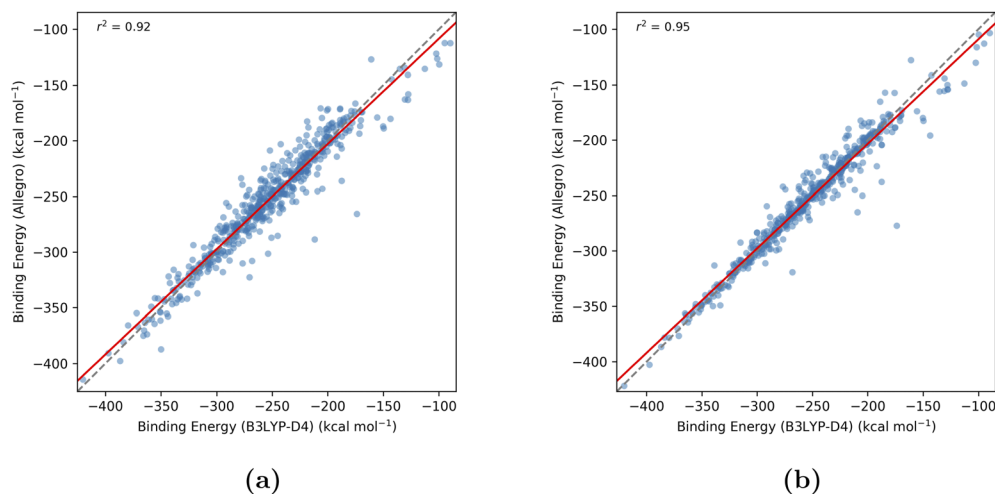 r² = 0.92
−100
−150
−200
−250
−300
−350
−400
Binding Energy (Allegro) (kcal mol⁻¹)
−400 −350 −300 −250 −200 −150 −100
Binding Energy (B3LYP-D4) (kcal mol⁻¹)
(a)
r² = 0.95
−100
−150
−200
−250
−300
−350
−400
Binding Energy (Allegro) (kcal mol⁻¹)
−400 −350 −300 −250 −200 −150 −100
Binding Energy (B3LYP-D4) (kcal mol⁻¹)
(b)